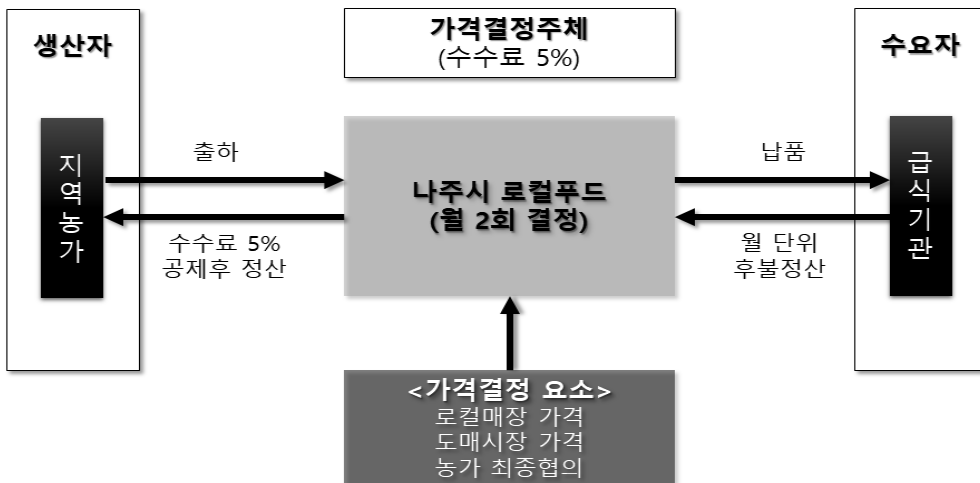 생산자
지
역
농
가
출하
수수료 5%
공제후 정산
가격결정주체
(수수료 5%)
나주시 로컬푸드
(월 2회 결정)
<가격결정 요소>
로컬매장 가격
도매시장 가격
농가 최종협의
납품
월 단위
후불정산
수요자
급
식
기
관